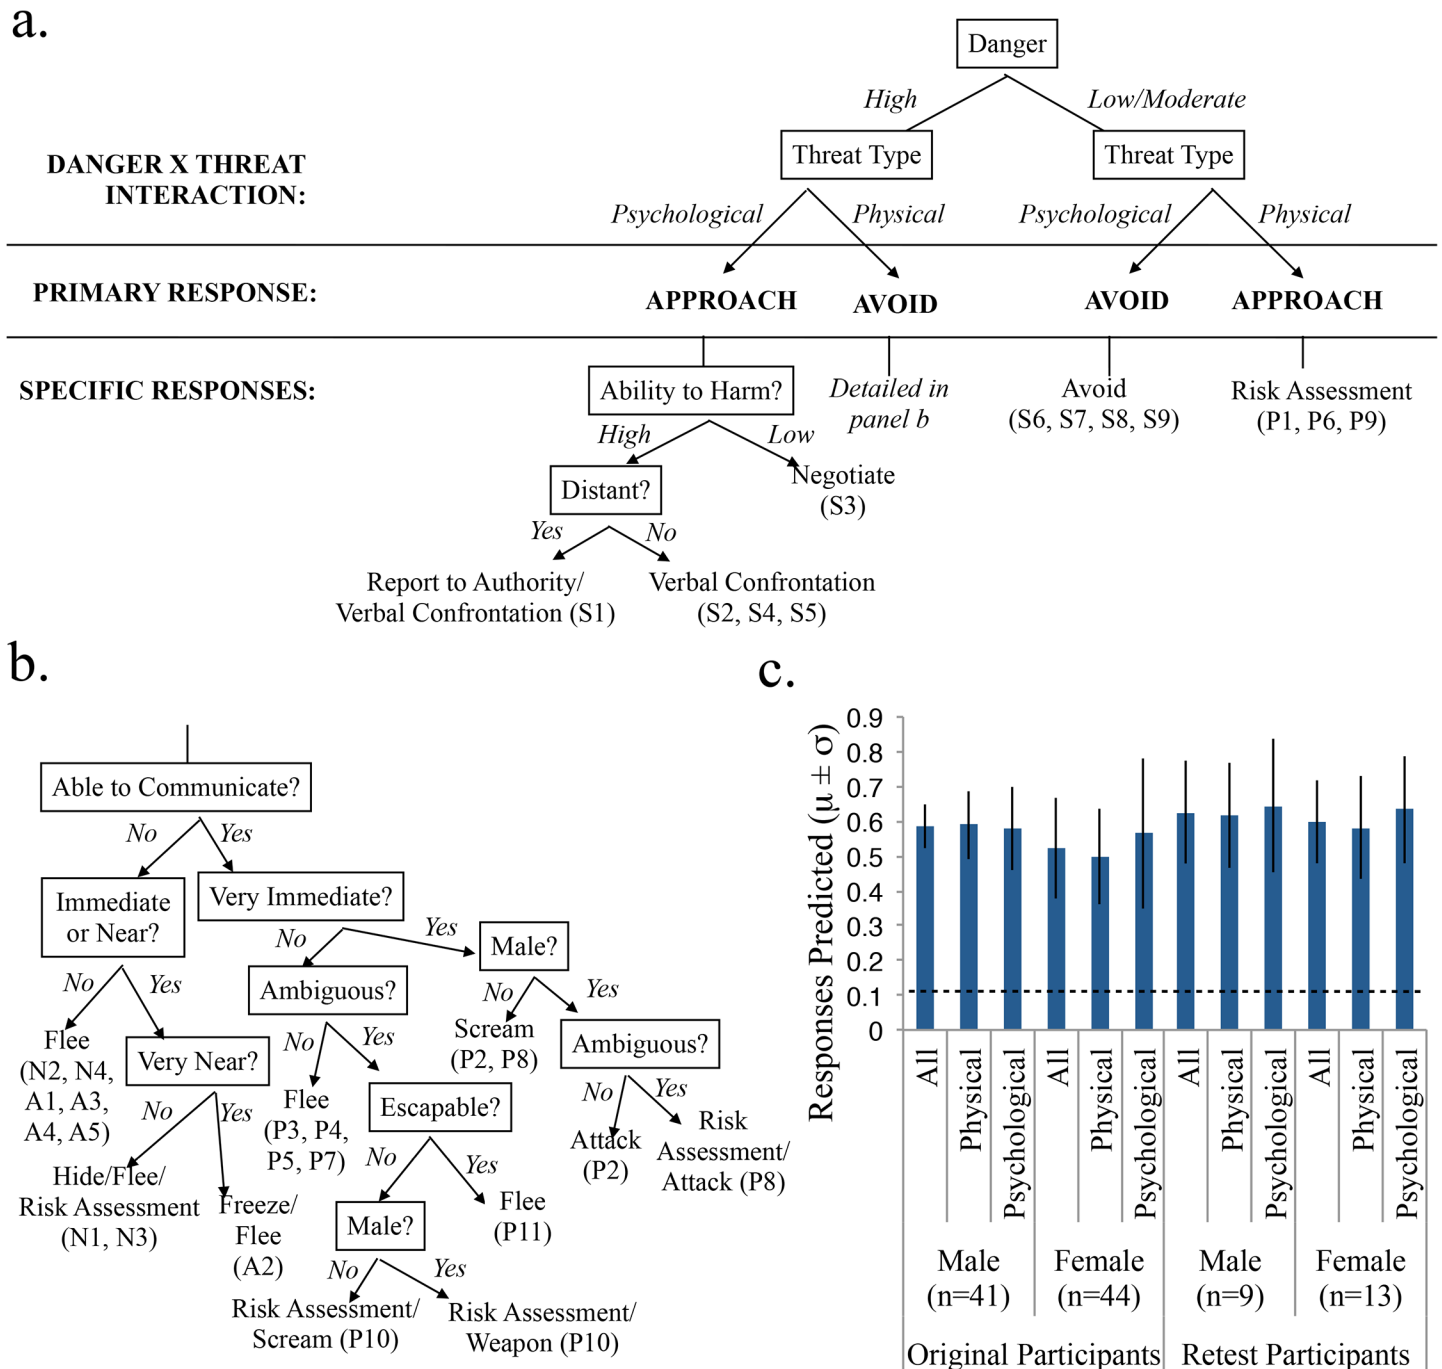 a.
Danger
High
Low/Moderate
DANGER X THREAT
INTERACTION:
Threat Type
Threat Type
Psychological
Physical
Psychological
Physical
PRIMARY RESPONSE:
APPROACH
AVOID
AVOID
APPROACH
SPECIFIC RESPONSES:
Ability to Harm?
Detailed in
panel b
Avoid
(S6, S7, S8, S9)
Risk Assessment
(P1, P6, P9)
High
Low
Distant?
Negotiate
(S3)
Yes
No
Report to Authority/
Verbal Confrontation (S1)
Verbal Confrontation
(S2, S4, S5)
b.
Able to Communicate?
No
Yes
Immediate
or Near?
Very Immediate?
No
Yes
Male?
No
Yes
Ambiguous?
No
Yes
Flee
(N2, N4,
A1, A3,
A4, A5)
Very Near?
No
Yes
Scream
(P2, P8)
Ambiguous?
No
Yes
Flee
(P3, P4,
P5, P7)
Escapable?
No
Yes
Attack
(P2)
Risk
Assessment/
Attack (P8)
Hide/Flee/
Risk Assessment
(N1, N3)
Freeze/
Flee
(A2)
Male?
Flee
(P11)
No
Yes
Risk Assessment/
Scream (P10)
Risk Assessment/
Weapon (P10)
c.
Responses Predicted (μ ± σ)
0.9
0.8
0.7
0.6
0.5
0.4
0.3
0.2
0.1
0
All
Physical
Psychological
All
Physical
Psychological
All
Physical
Psychological
All
Physical
Psychological
Male
(n=41)
Female
(n=44)
Male
(n=9)
Female
(n=13)
Original Participants
Retest Participants